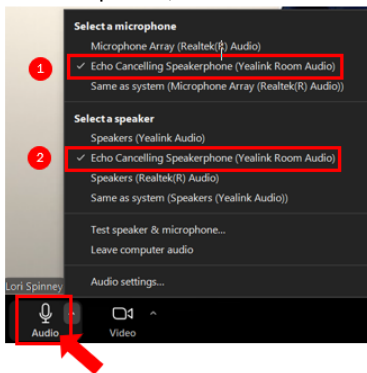 Select a microphone
Microphone Array (Realtek(R) Audio)
1
✓ Echo Cancelling Speakerphone (Yealink Room Audio)
Same as system (Microphone Array (Realtek(R) Audio))
Select a speaker
Speakers (Yealink Audio)
2
✓ Echo Cancelling Speakerphone (Yealink Room Audio)
Speakers (Realtek(R) Audio)
Same as system (Speakers (Yealink Audio))
Test speaker & microphone...
Leave computer audio
Audio settings...
Lori Spinney
Audio
Video